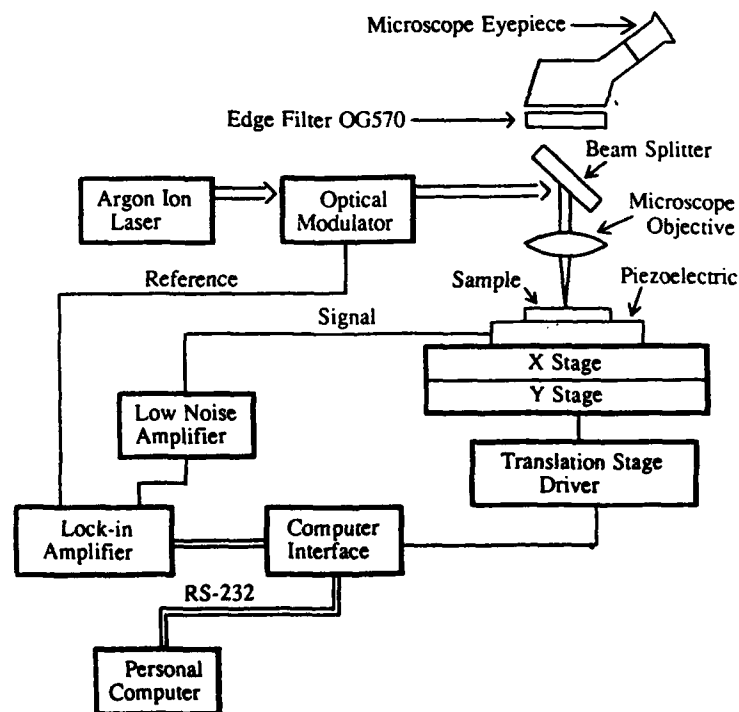 Microscope Eyepiece
Edge Filter OG570
Beam Splitter
Argon Ion
Laser
Optical
Modulator
Microscope
Objective
Reference
Sample
Piezoelectric
Signal
X Stage
Y Stage
Low Noise
Amplifier
Translation Stage
Driver
Lock-in
Amplifier
Computer
Interface
RS-232
Personal
Computer